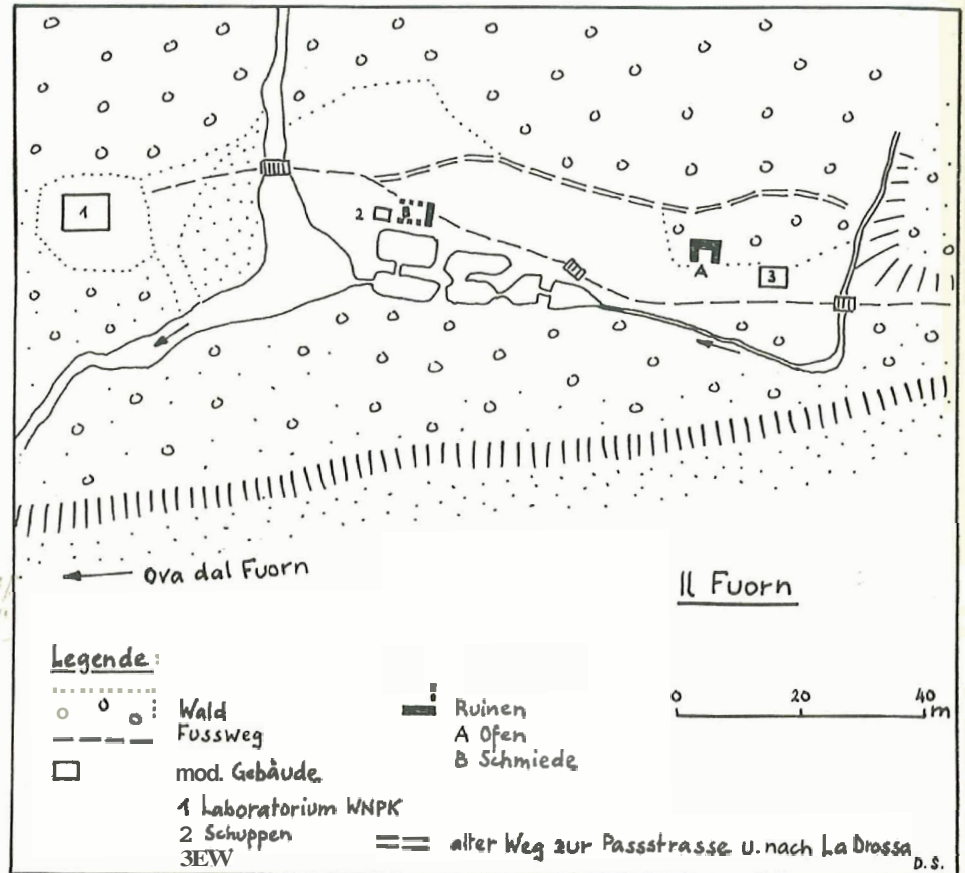 1
2
B
A
3
Ova dal Fuorn
Il Fuorn
Legende:
Wald
Fussweg
mod. Gebäude
1 Laboratorium WNPK
2 Schuppen
3EW
Ruinen
A Ofen
B Schmiede
alter Weg zur Passstrasse u. nach La Drossa
0 20 40 m
D.S.